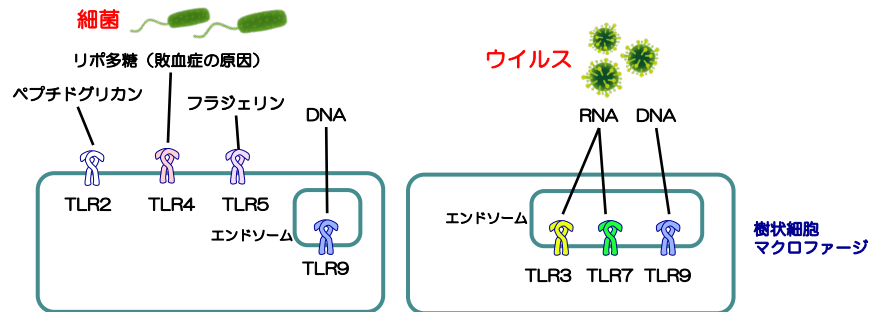 細菌
リポ多糖（敗血症の原因）
ペプチドグリカン
フラジェリン
DNA
TLR2
TLR4
TLR5
エンドソーム
TLR9
ウイルス
RNA
DNA
エンドソーム
TLR3
TLR7
TLR9
樹状細胞
マクロファージ